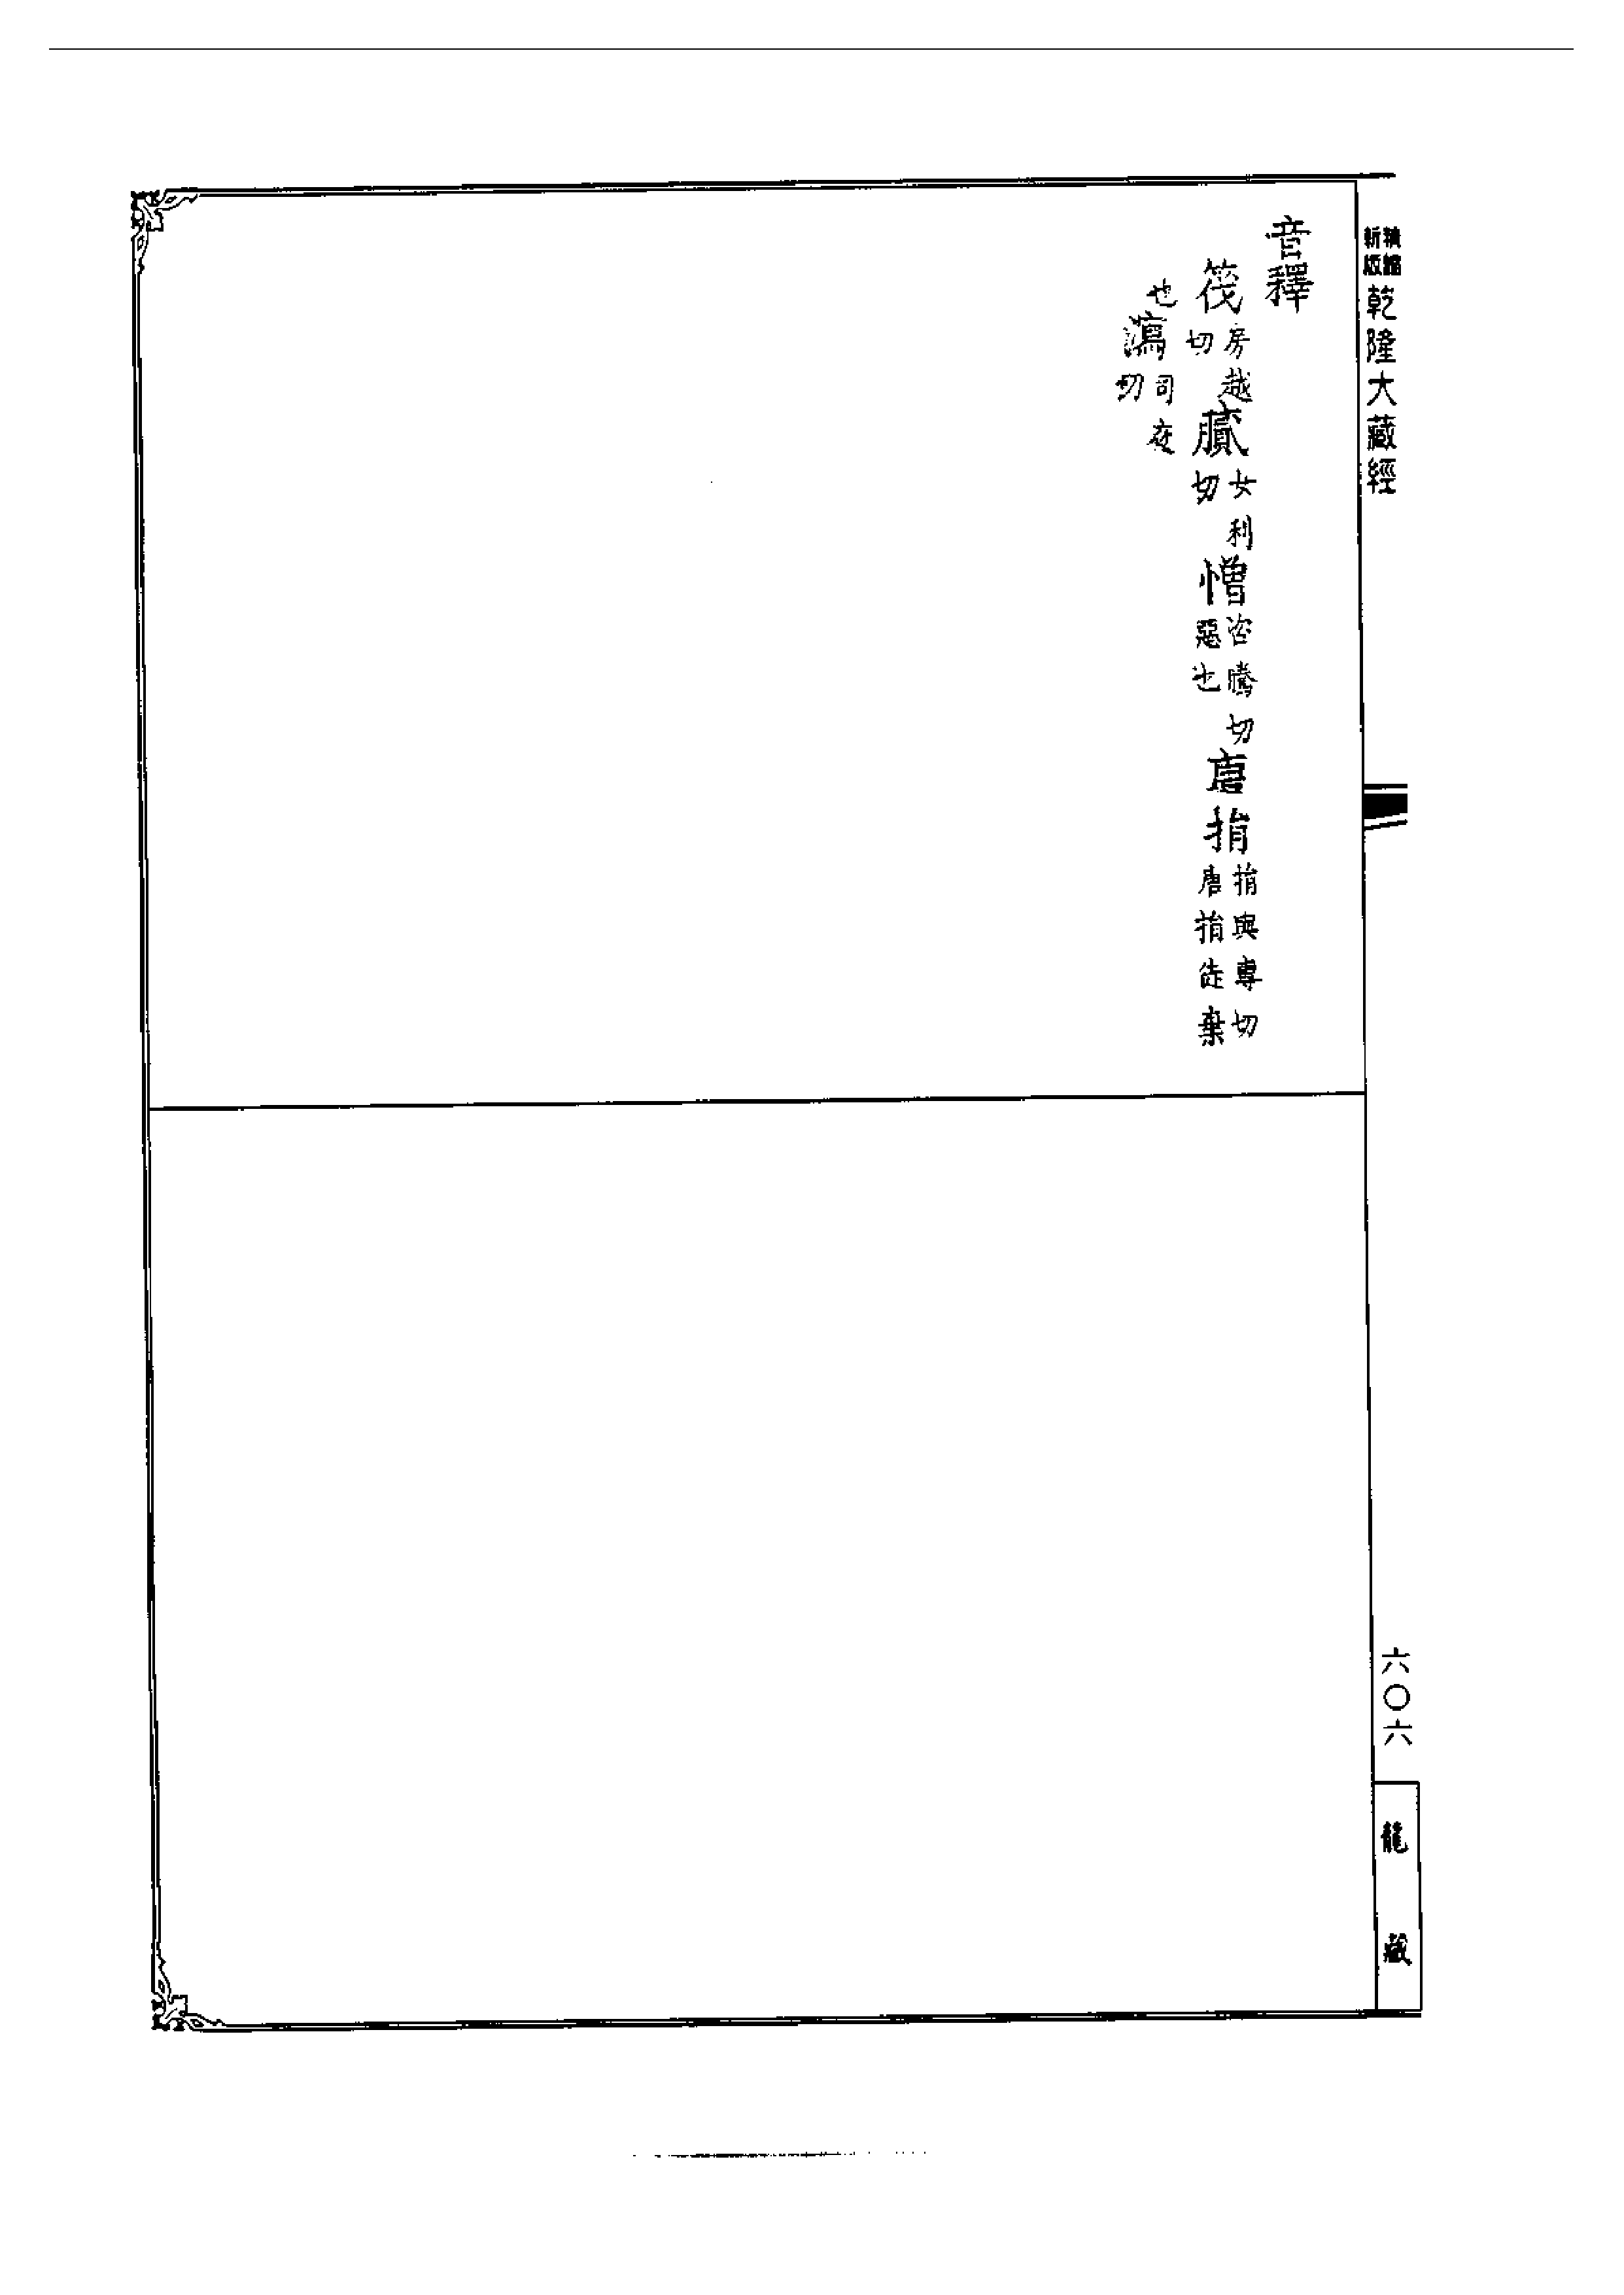 新版精縮
乾隆大藏經
音釋
筏房越切膩女利切憎咨騰切惡也唐捐捐與專切唐捐徒棄
也瀉司夜切
六〇六
龍藏